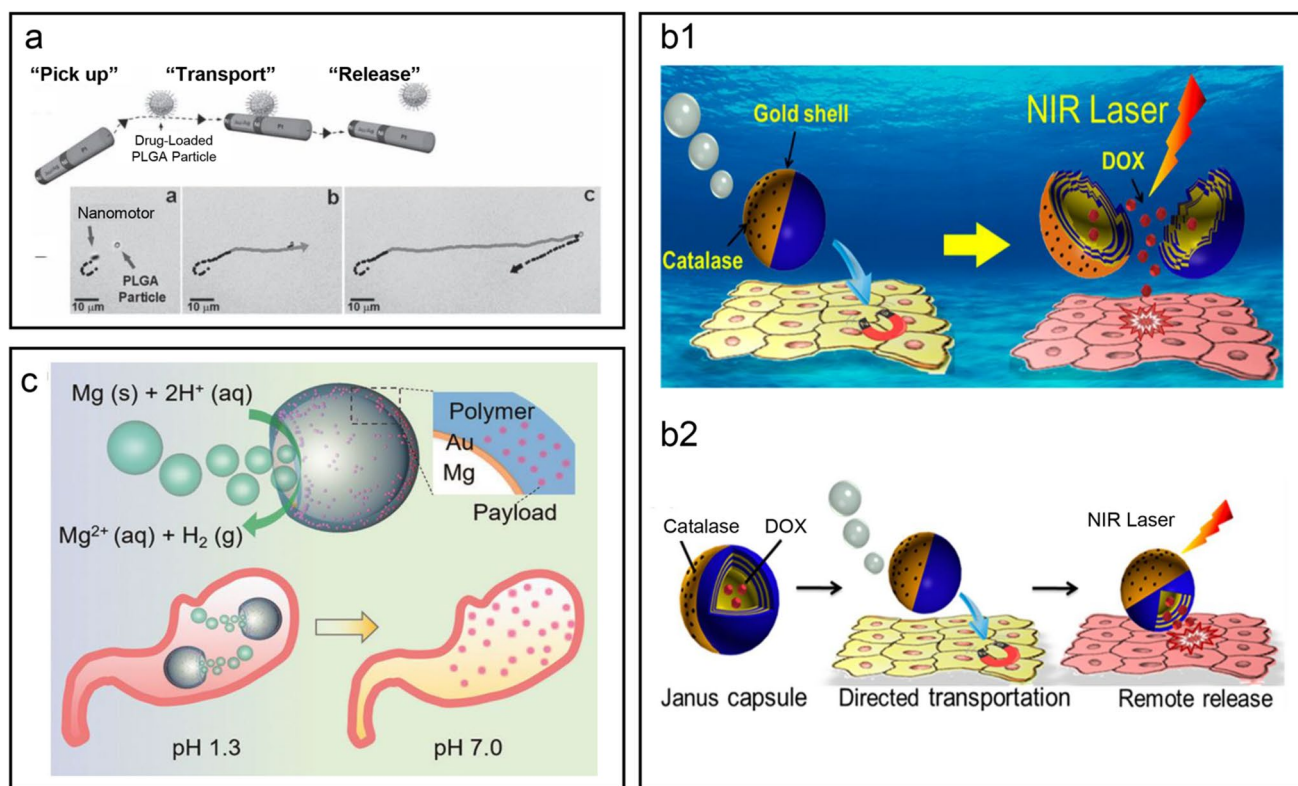 a
“Pick up” “Transport” “Release”
Drug-Loaded
PLGA Particle
Pt
Pt
Pt
a
b
c
Nanomotor
PLGA
Particle
10 μm
10 μm
10 μm
b1
Gold shell
Catalase
NIR Laser
DOX
c
Mg (s) + 2H⁺ (aq)
Mg²⁺ (aq) + H₂ (g)
Polymer
Au
Mg
Payload
pH 1.3
pH 7.0
b2
Catalase
DOX
NIR Laser
Janus capsule
Directed transportation
Remote release